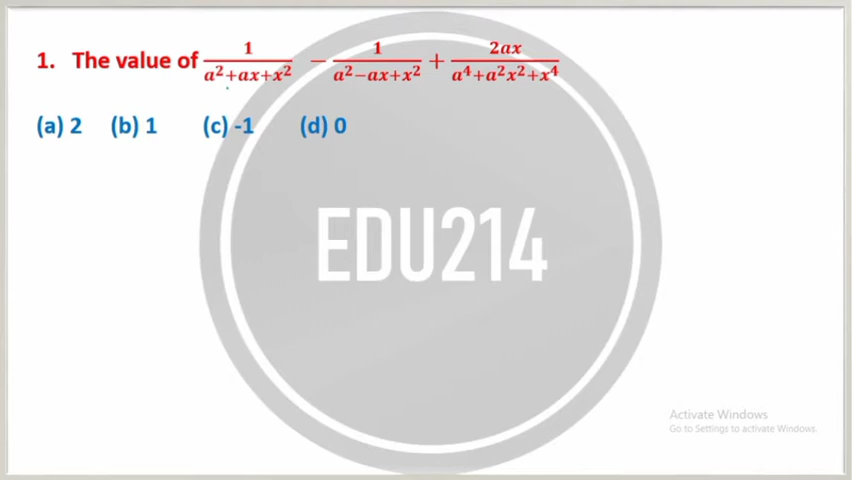 1. The value of 1/(a²+ax+x²) − 1/(a²−ax+x²) + 2ax/(a⁴+a²x²+x⁴)
(a) 2 (b) 1 (c) -1 (d) 0
EDU214
Activate Windows
Go to Settings to activate Windows.